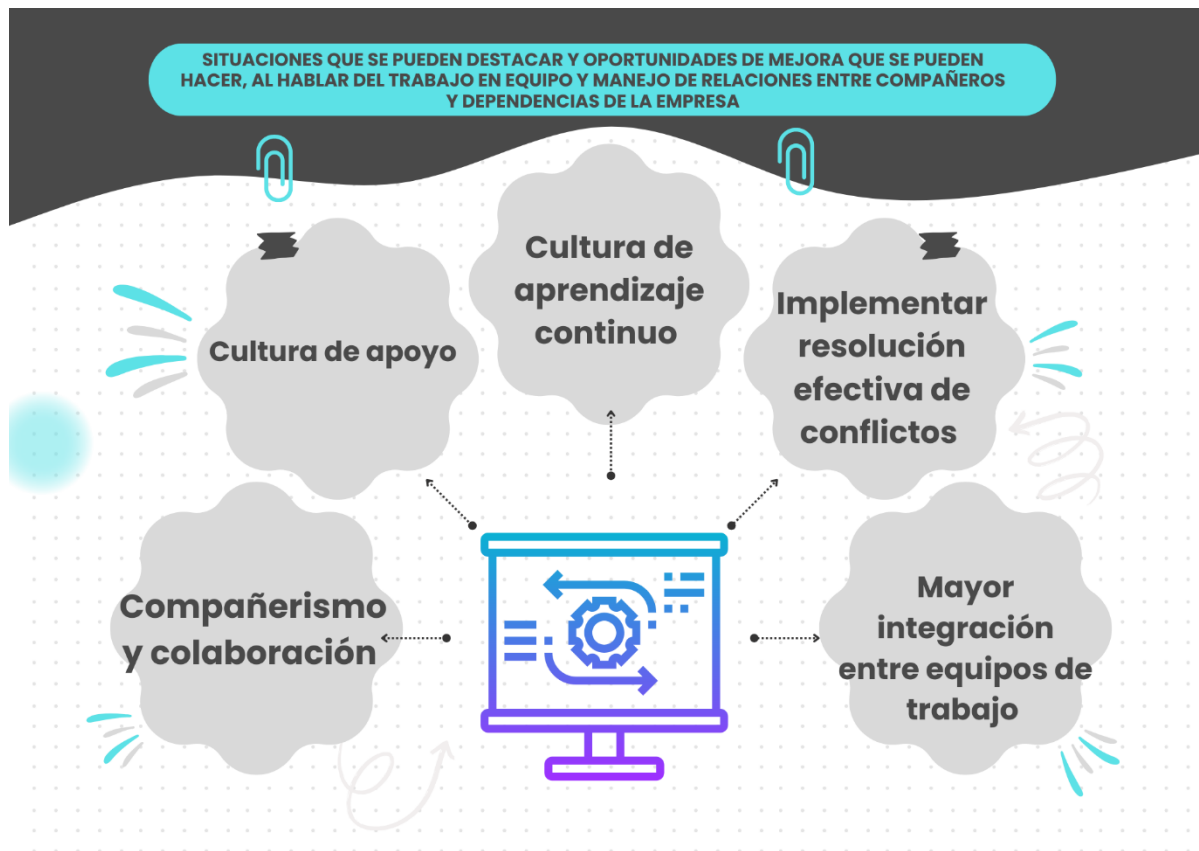 SITUACIONES QUE SE PUEDEN DESTACAR Y OPORTUNIDADES DE MEJORA QUE SE PUEDEN
HACER, AL HABLAR DEL TRABAJO EN EQUIPO Y MANEJO DE RELACIONES ENTRE COMPAÑEROS
Y DEPENDENCIAS DE LA EMPRESA
Compañerismo
y colaboración
Cultura de apoyo
Cultura de
aprendizaje
continuo
Implementar
resolución
efectiva de
conflictos
Mayor
integración
entre equipos de
trabajo